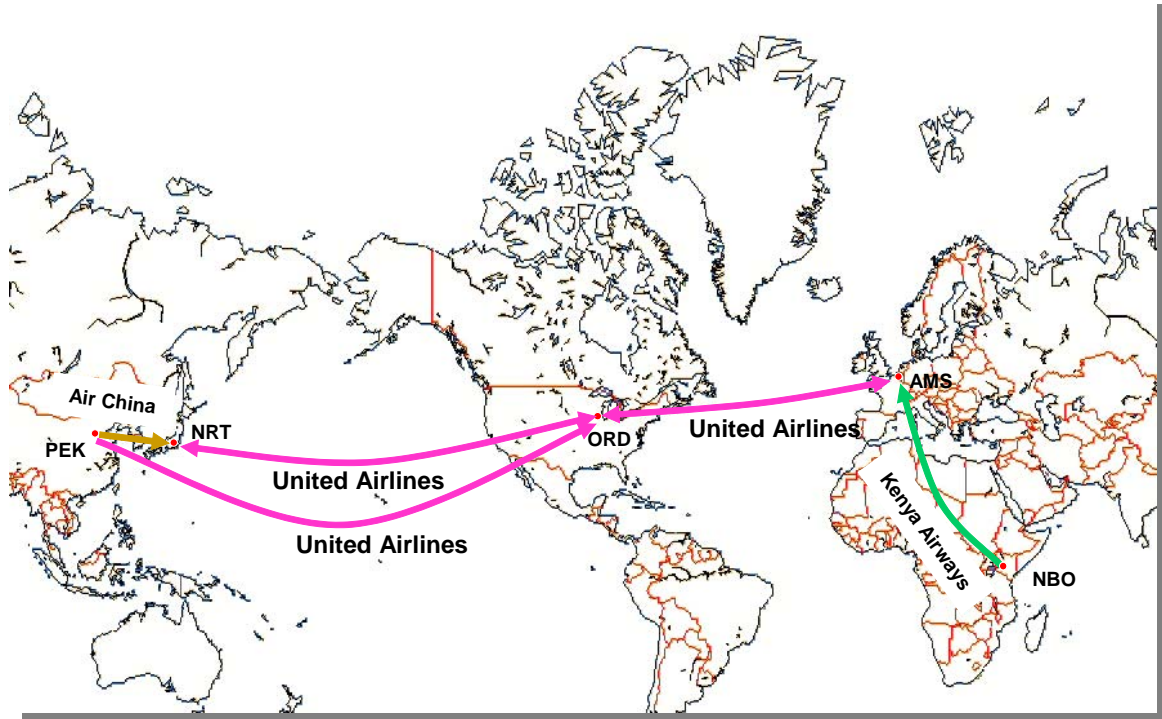 AMS
Air China
NRT
United Airlines
ORD
PEK
United Airlines
Kenya Airways
United Airlines
NBO